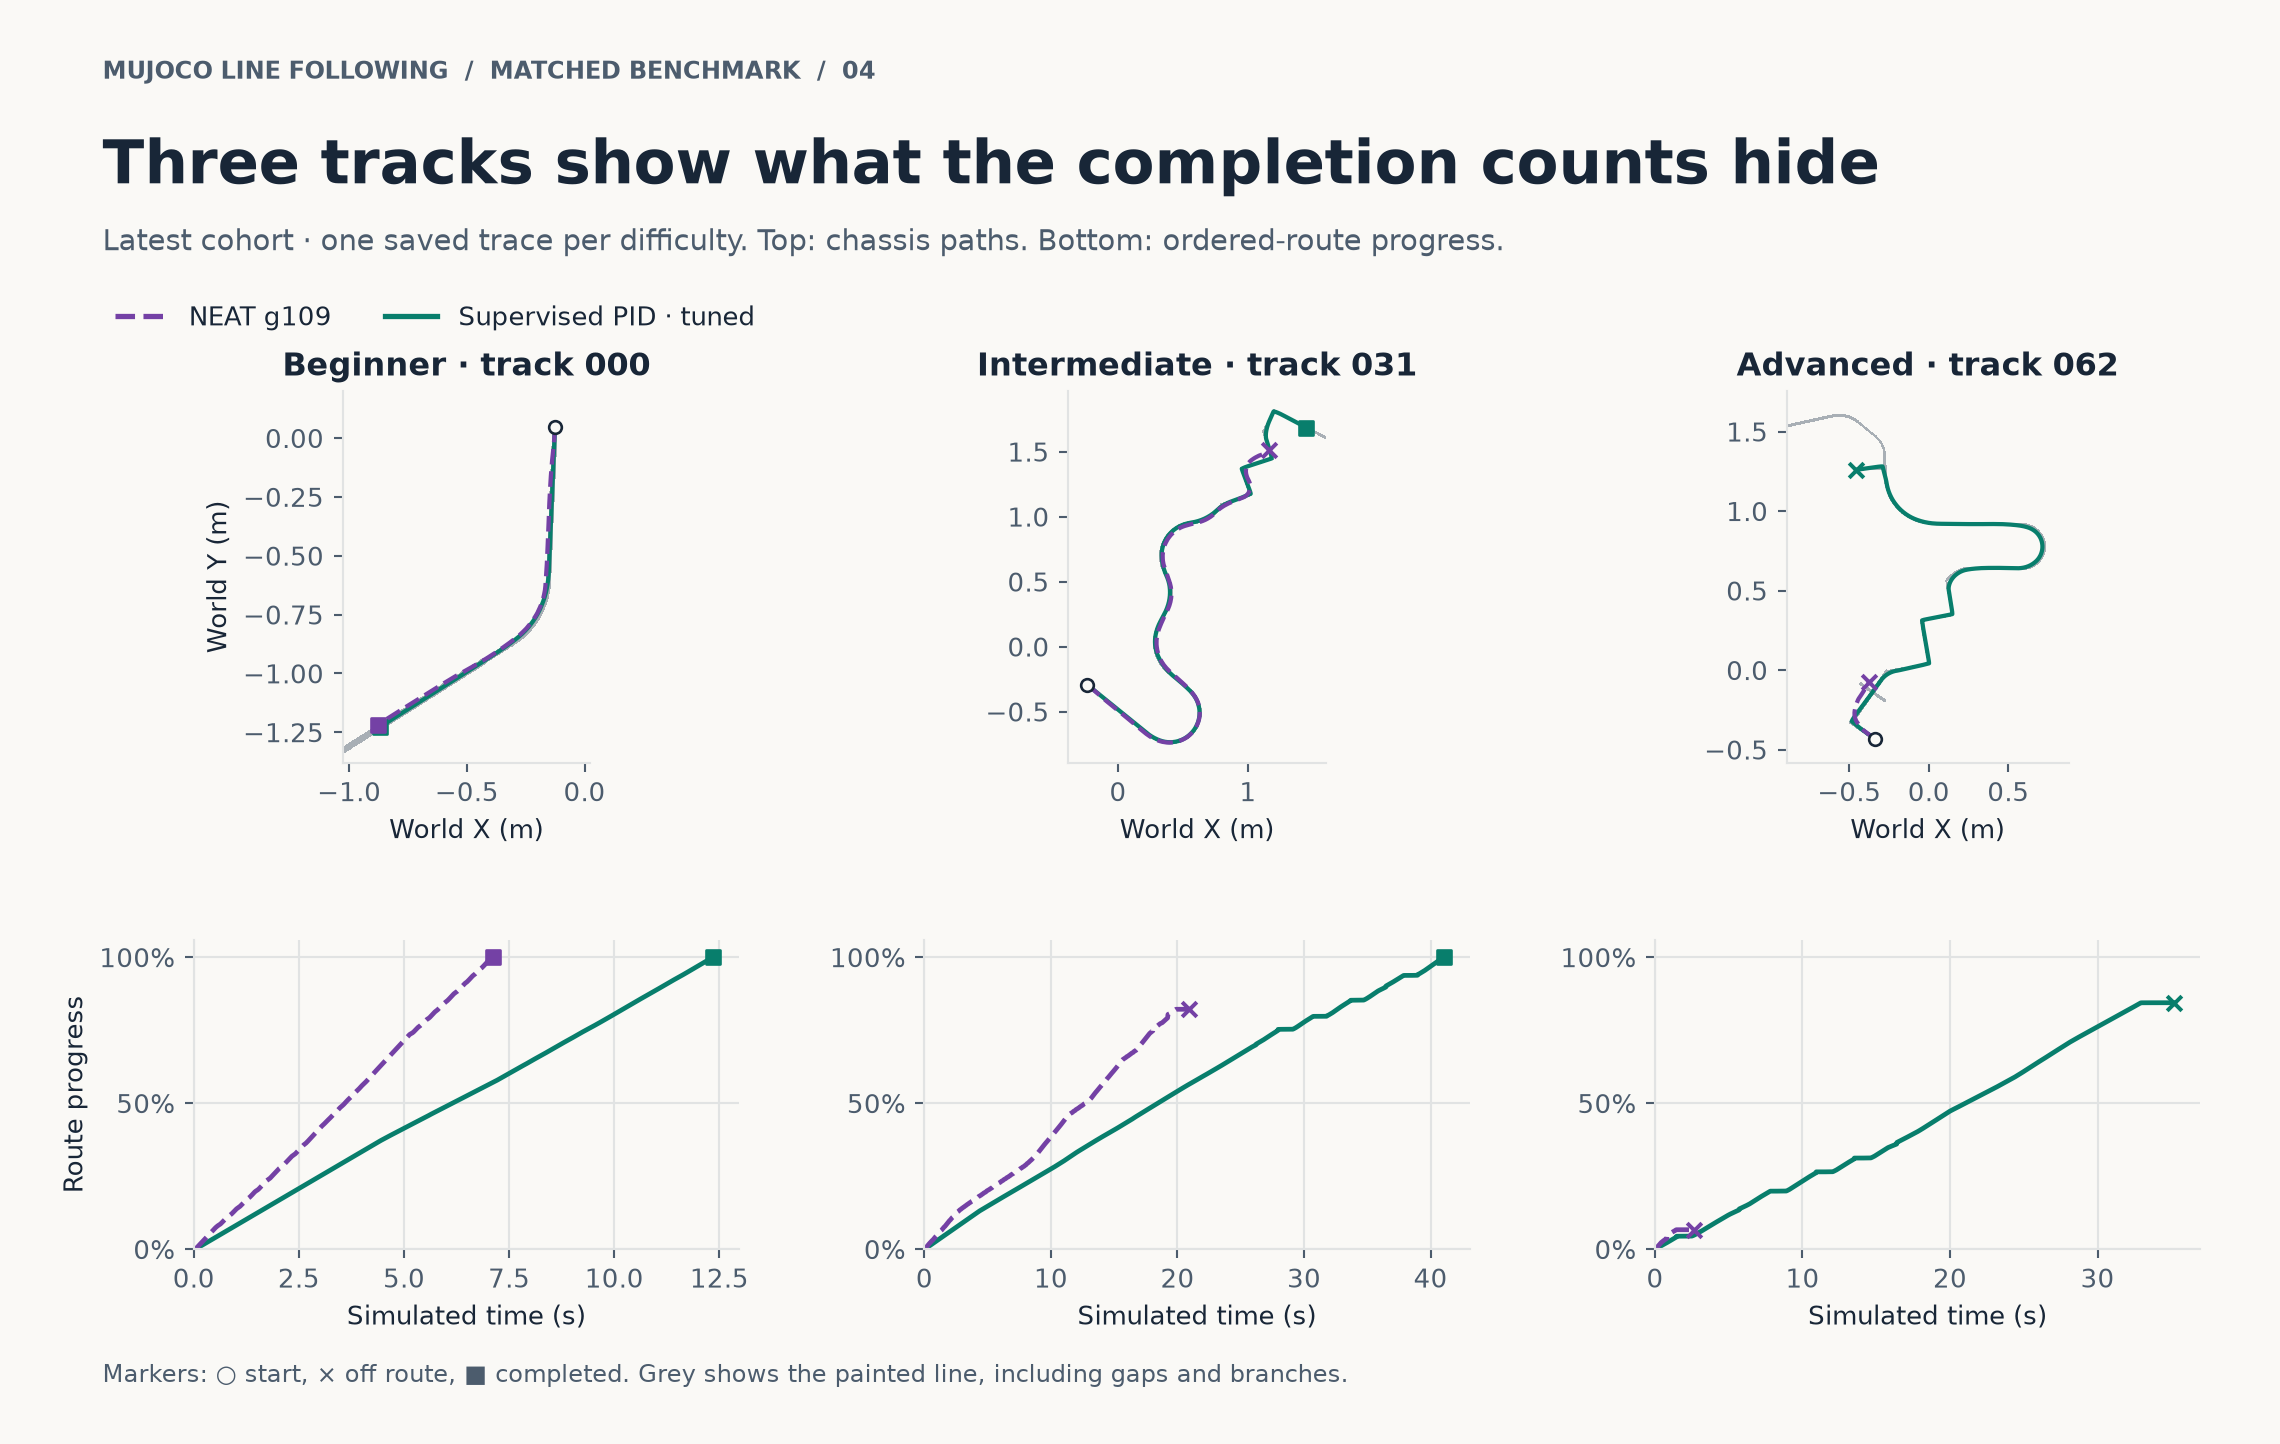 MUJOCO LINE FOLLOWING / MATCHED BENCHMARK / 04
Three tracks show what the completion counts hide
Latest cohort · one saved trace per difficulty. Top: chassis paths. Bottom: ordered-route progress.
NEAT g109
Supervised PID · tuned
Beginner · track 000
World Y (m)
0.00
−0.25
−0.50
−0.75
−1.00
−1.25
−1.0 −0.5 0.0
World X (m)
Intermediate · track 031
1.5
1.0
0.5
0.0
−0.5
0 1
World X (m)
Advanced · track 062
1.5
1.0
0.5
0.0
−0.5
−0.5 0.0 0.5
World X (m)
Route progress
100%
50%
0%
0.0 2.5 5.0 7.5 10.0 12.5
Simulated time (s)
100%
50%
0%
0 10 20 30 40
Simulated time (s)
100%
50%
0%
0 10 20 30
Simulated time (s)
Markers: ○ start, × off route, ■ completed. Grey shows the painted line, including gaps and branches.